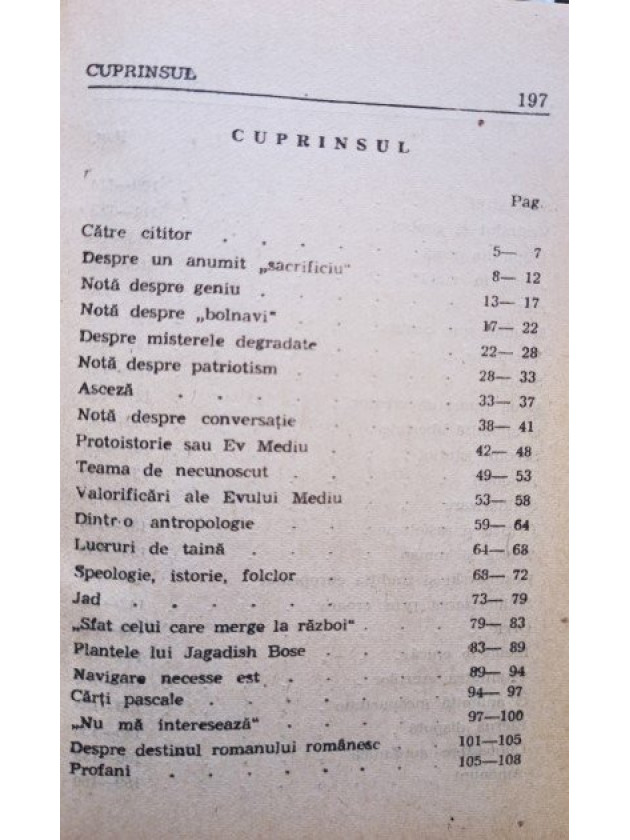 CUPRINSUL
197
CUPRINSUL
Pag.
Către cititor . . . . . . 5— 7
Despre un anumit „sacrificiu“ . . . 8— 12
Notă despre geniu . . . . . 13— 17
Notă despre „bolnavi“ . . . . 17— 22
Despre misterele degradate . . . 22— 28
Notă despre patriotism . . . . 28— 33
Asceză . . . . . . . 33— 37
Notă despre conversație . . . 38— 41
Protoistorie sau Ev Mediu . . . 42— 48
Teama de necunoscut . . . . 49— 53
Valorificări ale Evului Mediu . . . 53— 58
Dintr-o antropologie . . . . 59— 64
Lucruri de taină . . . . . 64— 68
Speologie, istorie, folclor . . . 68— 72
Jad . . . . . . . 73— 79
„Sfat celui care merge la război“ . . . 79— 83
Plantele lui Jagadish Bose . . . 83— 89
Navigare necesse est . . . . 89— 94
Cărți pascale . . . . . 94— 97
„Nu mă interesează“ . . . . 97—100
Despre destinul romanului românesc . . 101—105
Profani . . . . . . . 105—108